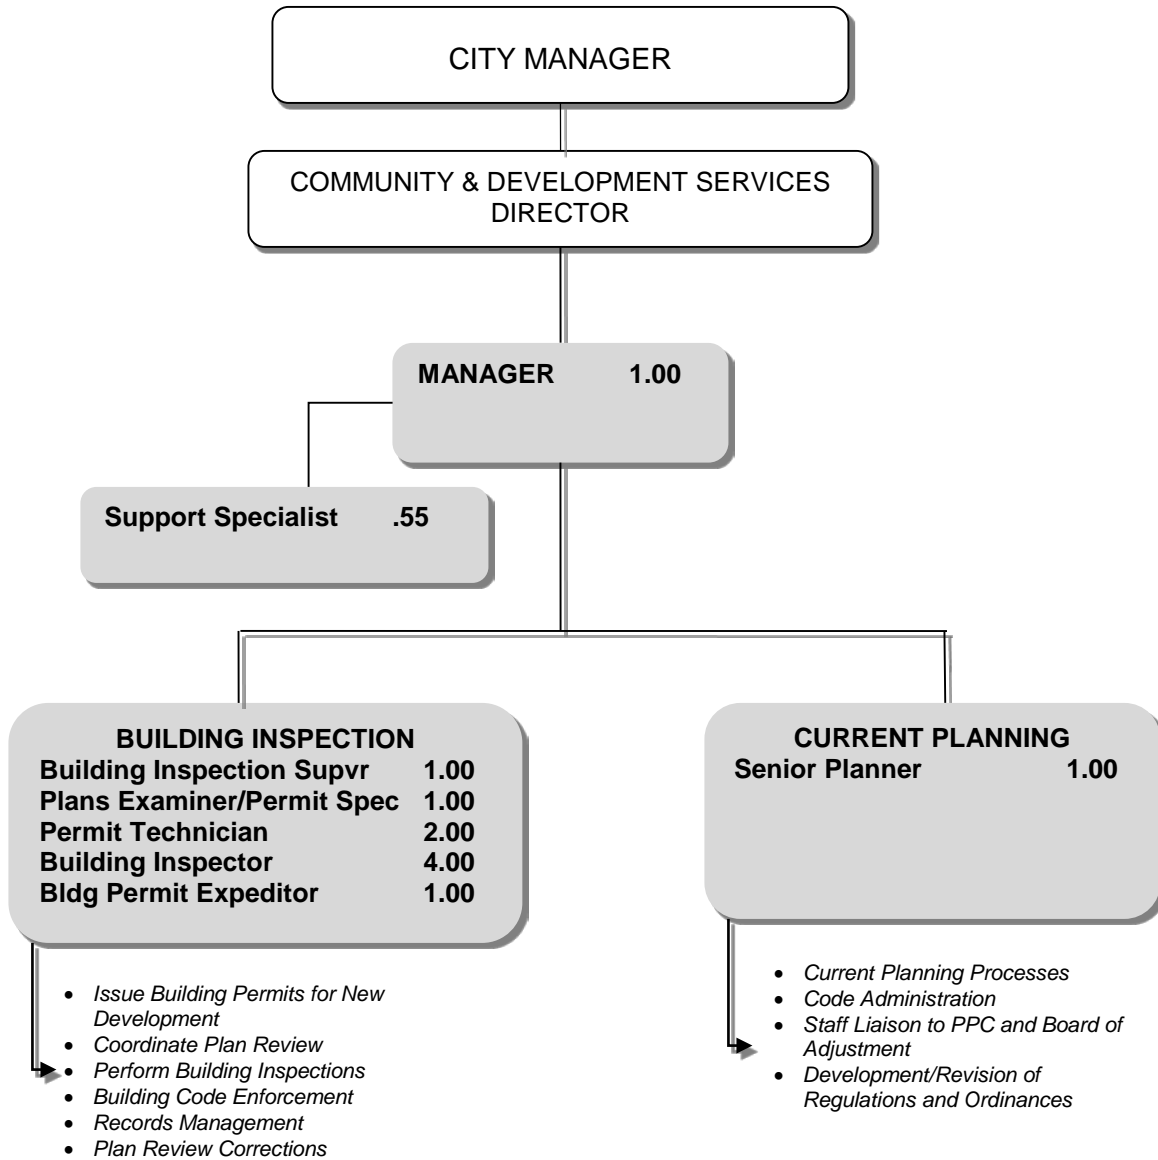 CITY MANAGER
COMMUNITY & DEVELOPMENT SERVICES
DIRECTOR
MANAGER 1.00
Support Specialist .55
BUILDING INSPECTION
Building Inspection Supvr 1.00
Plans Examiner/Permit Spec 1.00
Permit Technician 2.00
Building Inspector 4.00
Bldg Permit Expeditor 1.00
• Issue Building Permits for New
Development
• Coordinate Plan Review
• Perform Building Inspections
• Building Code Enforcement
• Records Management
• Plan Review Corrections
CURRENT PLANNING
Senior Planner 1.00
• Current Planning Processes
• Code Administration
• Staff Liaison to PPC and Board of
Adjustment
• Development/Revision of
Regulations and Ordinances